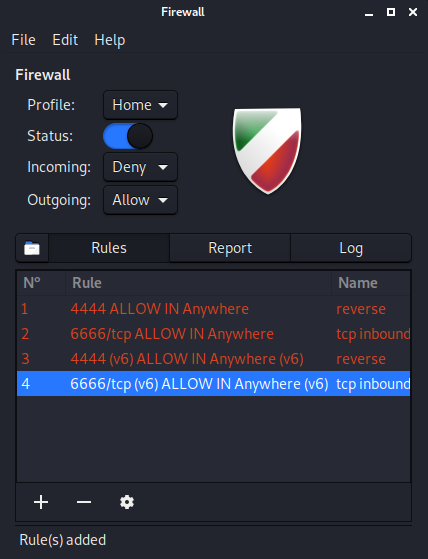 Firewall
File Edit Help
Firewall
Profile: Home
Status:
Incoming: Deny
Outgoing: Allow
Rules Report Log
Nº Rule Name
1 4444 ALLOW IN Anywhere reverse
2 6666/tcp ALLOW IN Anywhere tcp inbound
3 4444 (v6) ALLOW IN Anywhere (v6) reverse
4 6666/tcp (v6) ALLOW IN Anywhere (v6) tcp inbound
Rule(s) added